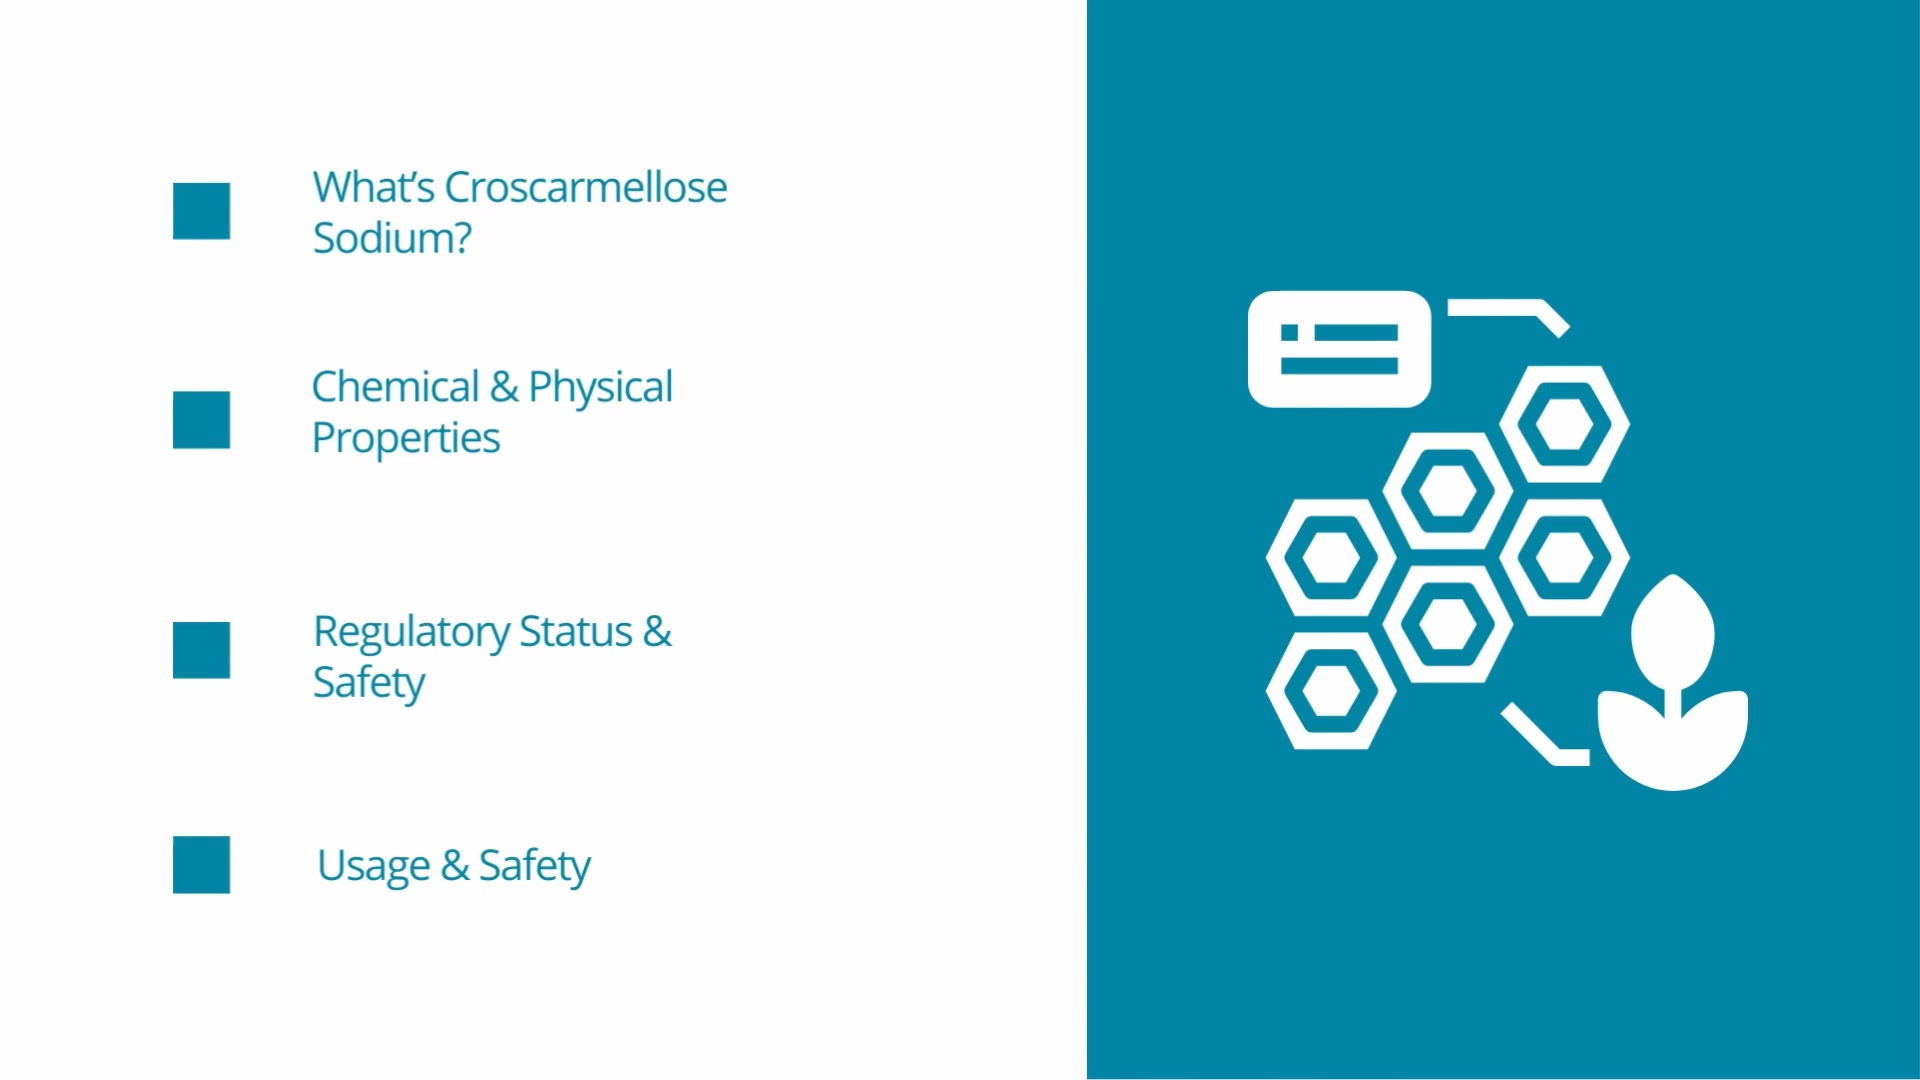 What’s Croscarmellose
Sodium?
Chemical & Physical
Properties
Regulatory Status &
Safety
Usage & Safety